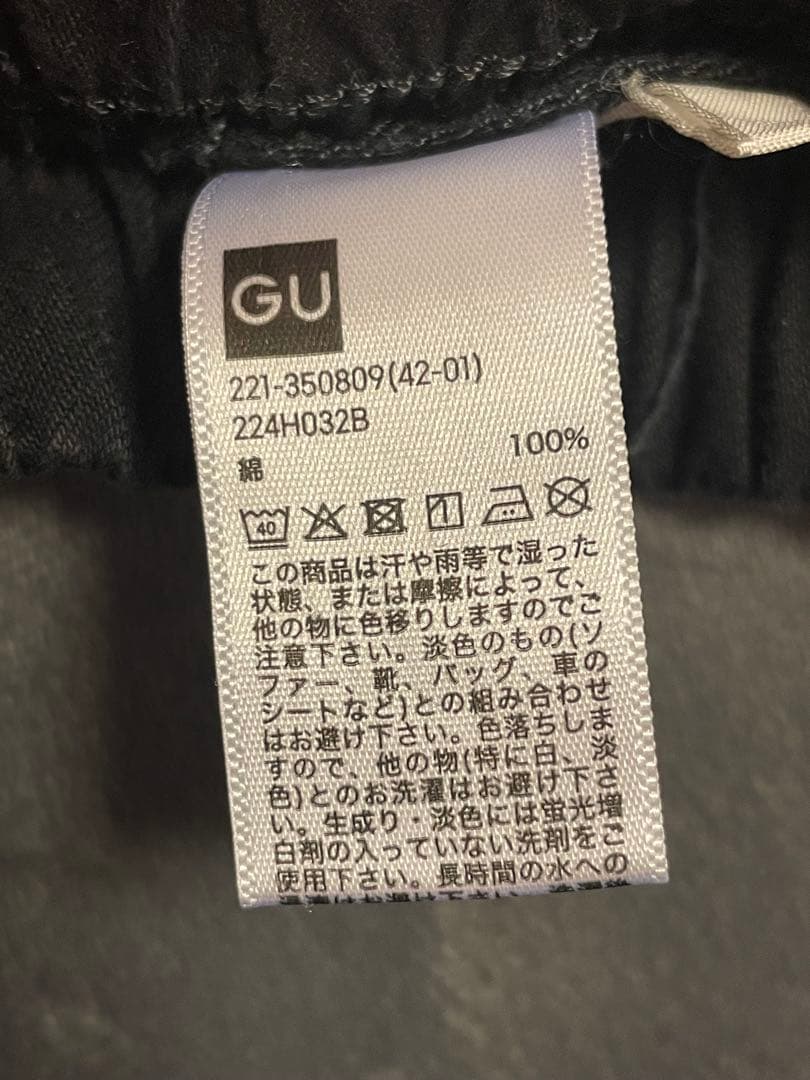 GU
221-350809(42-01)
224H032B
綿 100%
40
1
この商品は汗や雨等で湿った
状態、または摩擦によって、
他の物に色移りしますのでご
注意下さい。淡色のもの(ソ
ファー、靴、バッグ、車の
シートなど)との組み合わせ
はお避け下さい。色落ちしま
すので、他の物(特に白、淡
色)とのお洗濯はお避け下さ
い。生成り・淡色には蛍光増
白剤の入っていない洗剤をご
使用下さい。長時間の水への